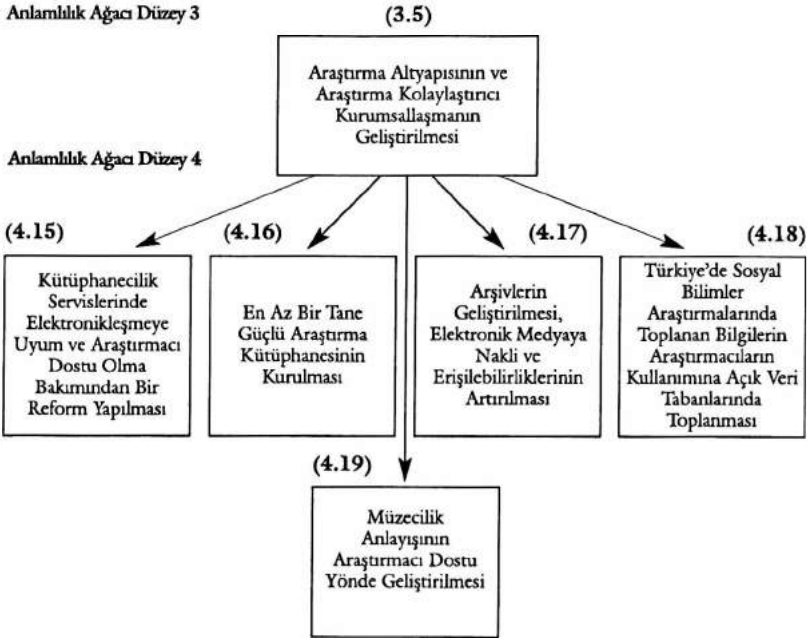 Anlamlılık Ağacı Düzey 3
(3.5)
Araştırma Altyapısının ve
Araştırma Kolaylaştırıcı
Kurumsallaşmanın
Geliştirilmesi
Anlamlılık Ağacı Düzey 4
(4.15)
Kütüphanecilik
Servislerinde
Elektronikleşmeye
Uyum ve Araştırmacı
Dostu Olma
Bakımından Bir
Reform Yapılması
(4.16)
En Az Bir Tane
Güçlü Araştırma
Kütüphanesinin
Kurulması
(4.17)
Arşivlerin
Geliştirilmesi,
Elektronik Medyaya
Nakli ve
Erişilebilirliklerinin
Artırılması
(4.18)
Türkiye'de Sosyal
Bilimler
Araştırmalarında
Toplanan Bilgilerin
Araştırmacıların
Kullanımına Açık Veri
Tabanlarında
Toplanması
(4.19)
Müzecilik
Anlayışının
Araştırmacı Dostu
Yönde Geliştirilmesi